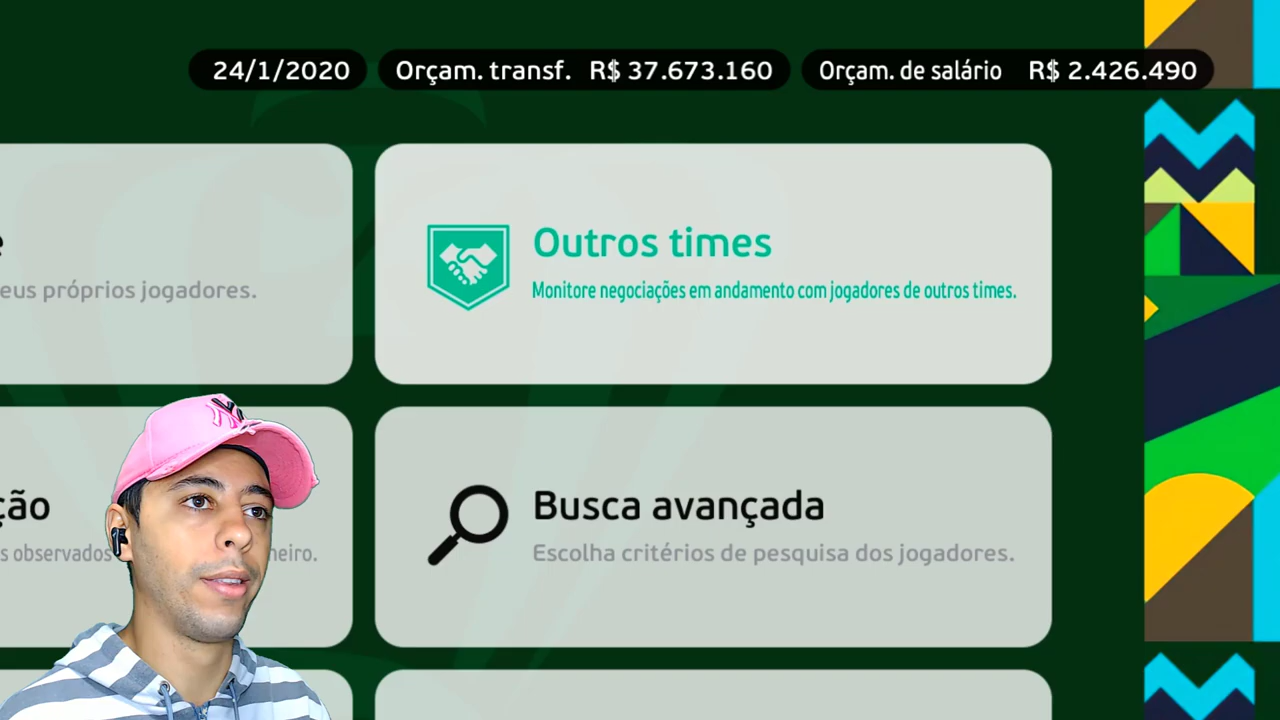 24/1/2020 Orçam. transf. R$ 37.673.160 Orçam. de salário R$ 2.426.490
Outros times
eus próprios jogadores.
Monitore negociações em andamento com jogadores de outros times.
ção
Busca avançada
s observados
heiro.
Escolha critérios de pesquisa dos jogadores.